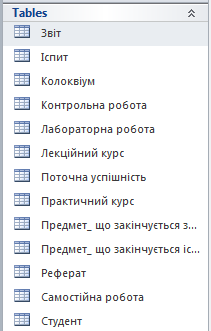 Tables
Звіт
Іспит
Колоквіум
Контрольна робота
Лабораторна робота
Лекційний курс
Поточна успішність
Практичний курс
Предмет_ що закінчується з...
Предмет_ що закінчується іс...
Реферат
Самостійна робота
Студент